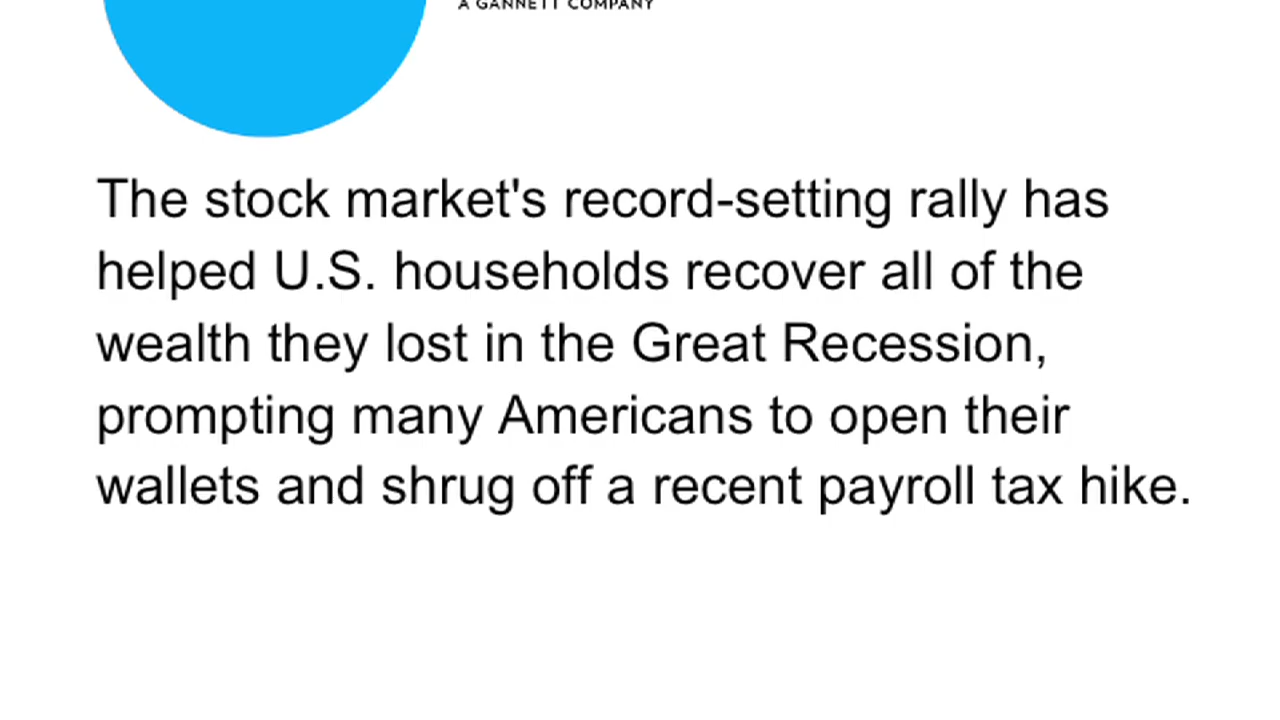 A GANNETT COMPANY
The stock market's record-setting rally has
helped U.S. households recover all of the
wealth they lost in the Great Recession,
prompting many Americans to open their
wallets and shrug off a recent payroll tax hike.